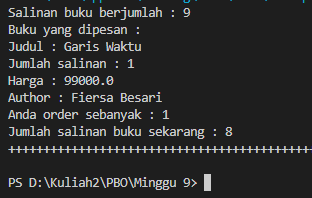 Salinan buku berjumlah : 9
Buku yang dipesan :
Judul : Garis Waktu
Jumlah salinan : 1
Harga : 99000.0
Author : Fiersa Besari
Anda order sebanyak : 1
Jumlah salinan buku sekarang : 8
++++++++++++++++++++++++++++++++++++++++++++
PS D:\Kuliah2\PBO\Minggu 9>